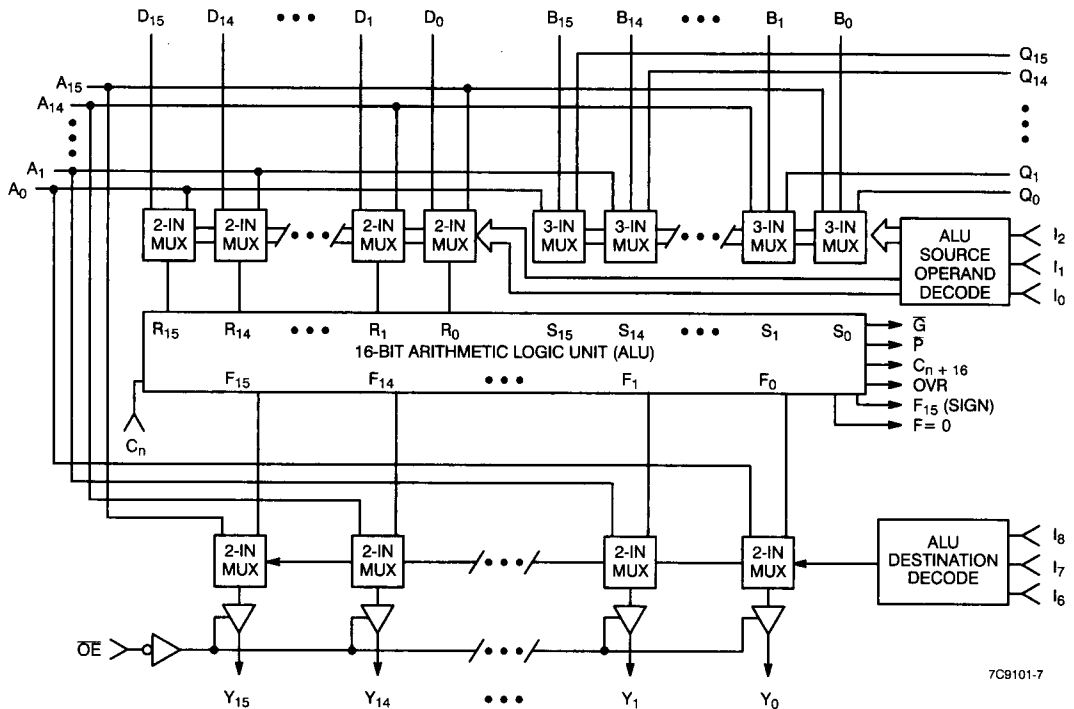 D15 D14 ••• D1 D0 B15 B14 ••• B1 B0
Q15
Q14
A15
A14
A1
A0
Q1
Q0
2-IN MUX 2-IN MUX ••• 2-IN MUX 2-IN MUX 3-IN MUX 3-IN MUX ••• 3-IN MUX 3-IN MUX
ALU
SOURCE
OPERAND
DECODE
I2
I1
I0
R15 R14 ••• R1 R0 S15 S14 ••• S1 S0
16-BIT ARITHMETIC LOGIC UNIT (ALU)
F15 F14 ••• F1 F0
G̅
P̅
Cn + 16
OVR
F15 (SIGN)
F = 0
Cn
2-IN MUX 2-IN MUX ••• 2-IN MUX 2-IN MUX
ALU
DESTINATION
DECODE
I8
I7
I6
O̅E̅
Y15 Y14 ••• Y1 Y0
7C9101-7